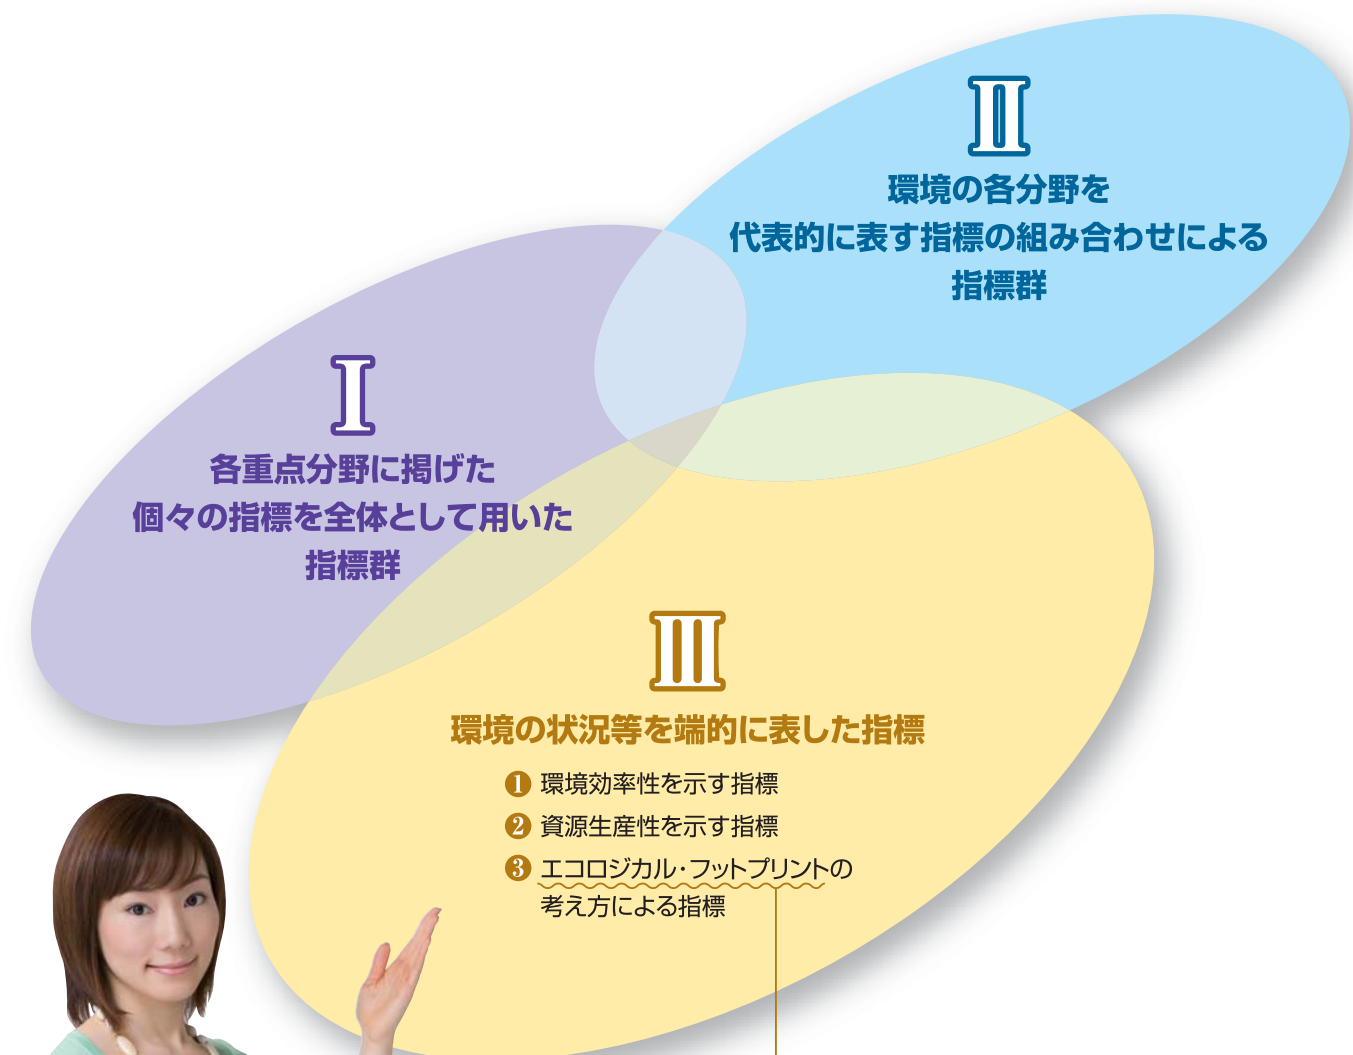 Ⅱ
環境の各分野を
代表的に表す指標の組み合わせによる
指標群
Ⅰ
各重点分野に掲げた
個々の指標を全体として用いた
指標群
Ⅲ
環境の状況等を端的に表した指標
❶ 環境効率性を示す指標
❷ 資源生産性を示す指標
❸ エコロジカル・フットプリントの
考え方による指標